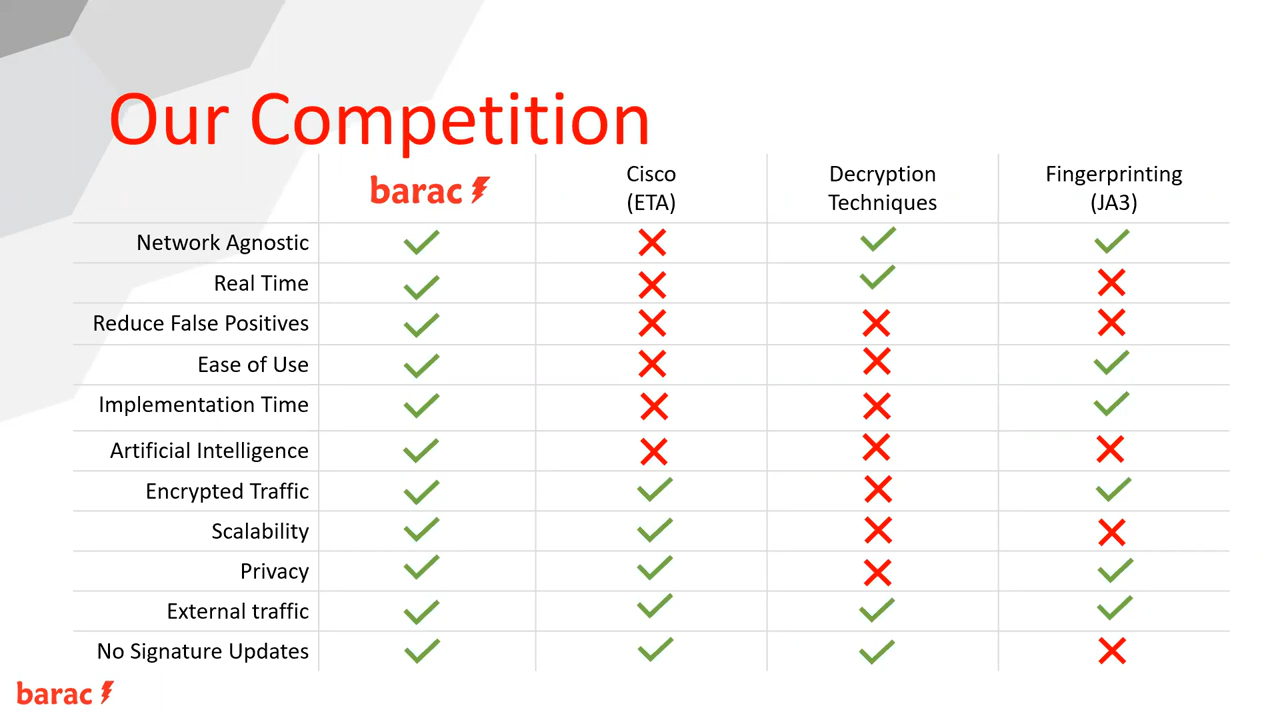 Our Competition
barac
Cisco
(ETA)
Decryption
Techniques
Fingerprinting
(JA3)
Network Agnostic
Real Time
Reduce False Positives
Ease of Use
Implementation Time
Artificial Intelligence
Encrypted Traffic
Scalability
Privacy
External traffic
No Signature Updates
barac